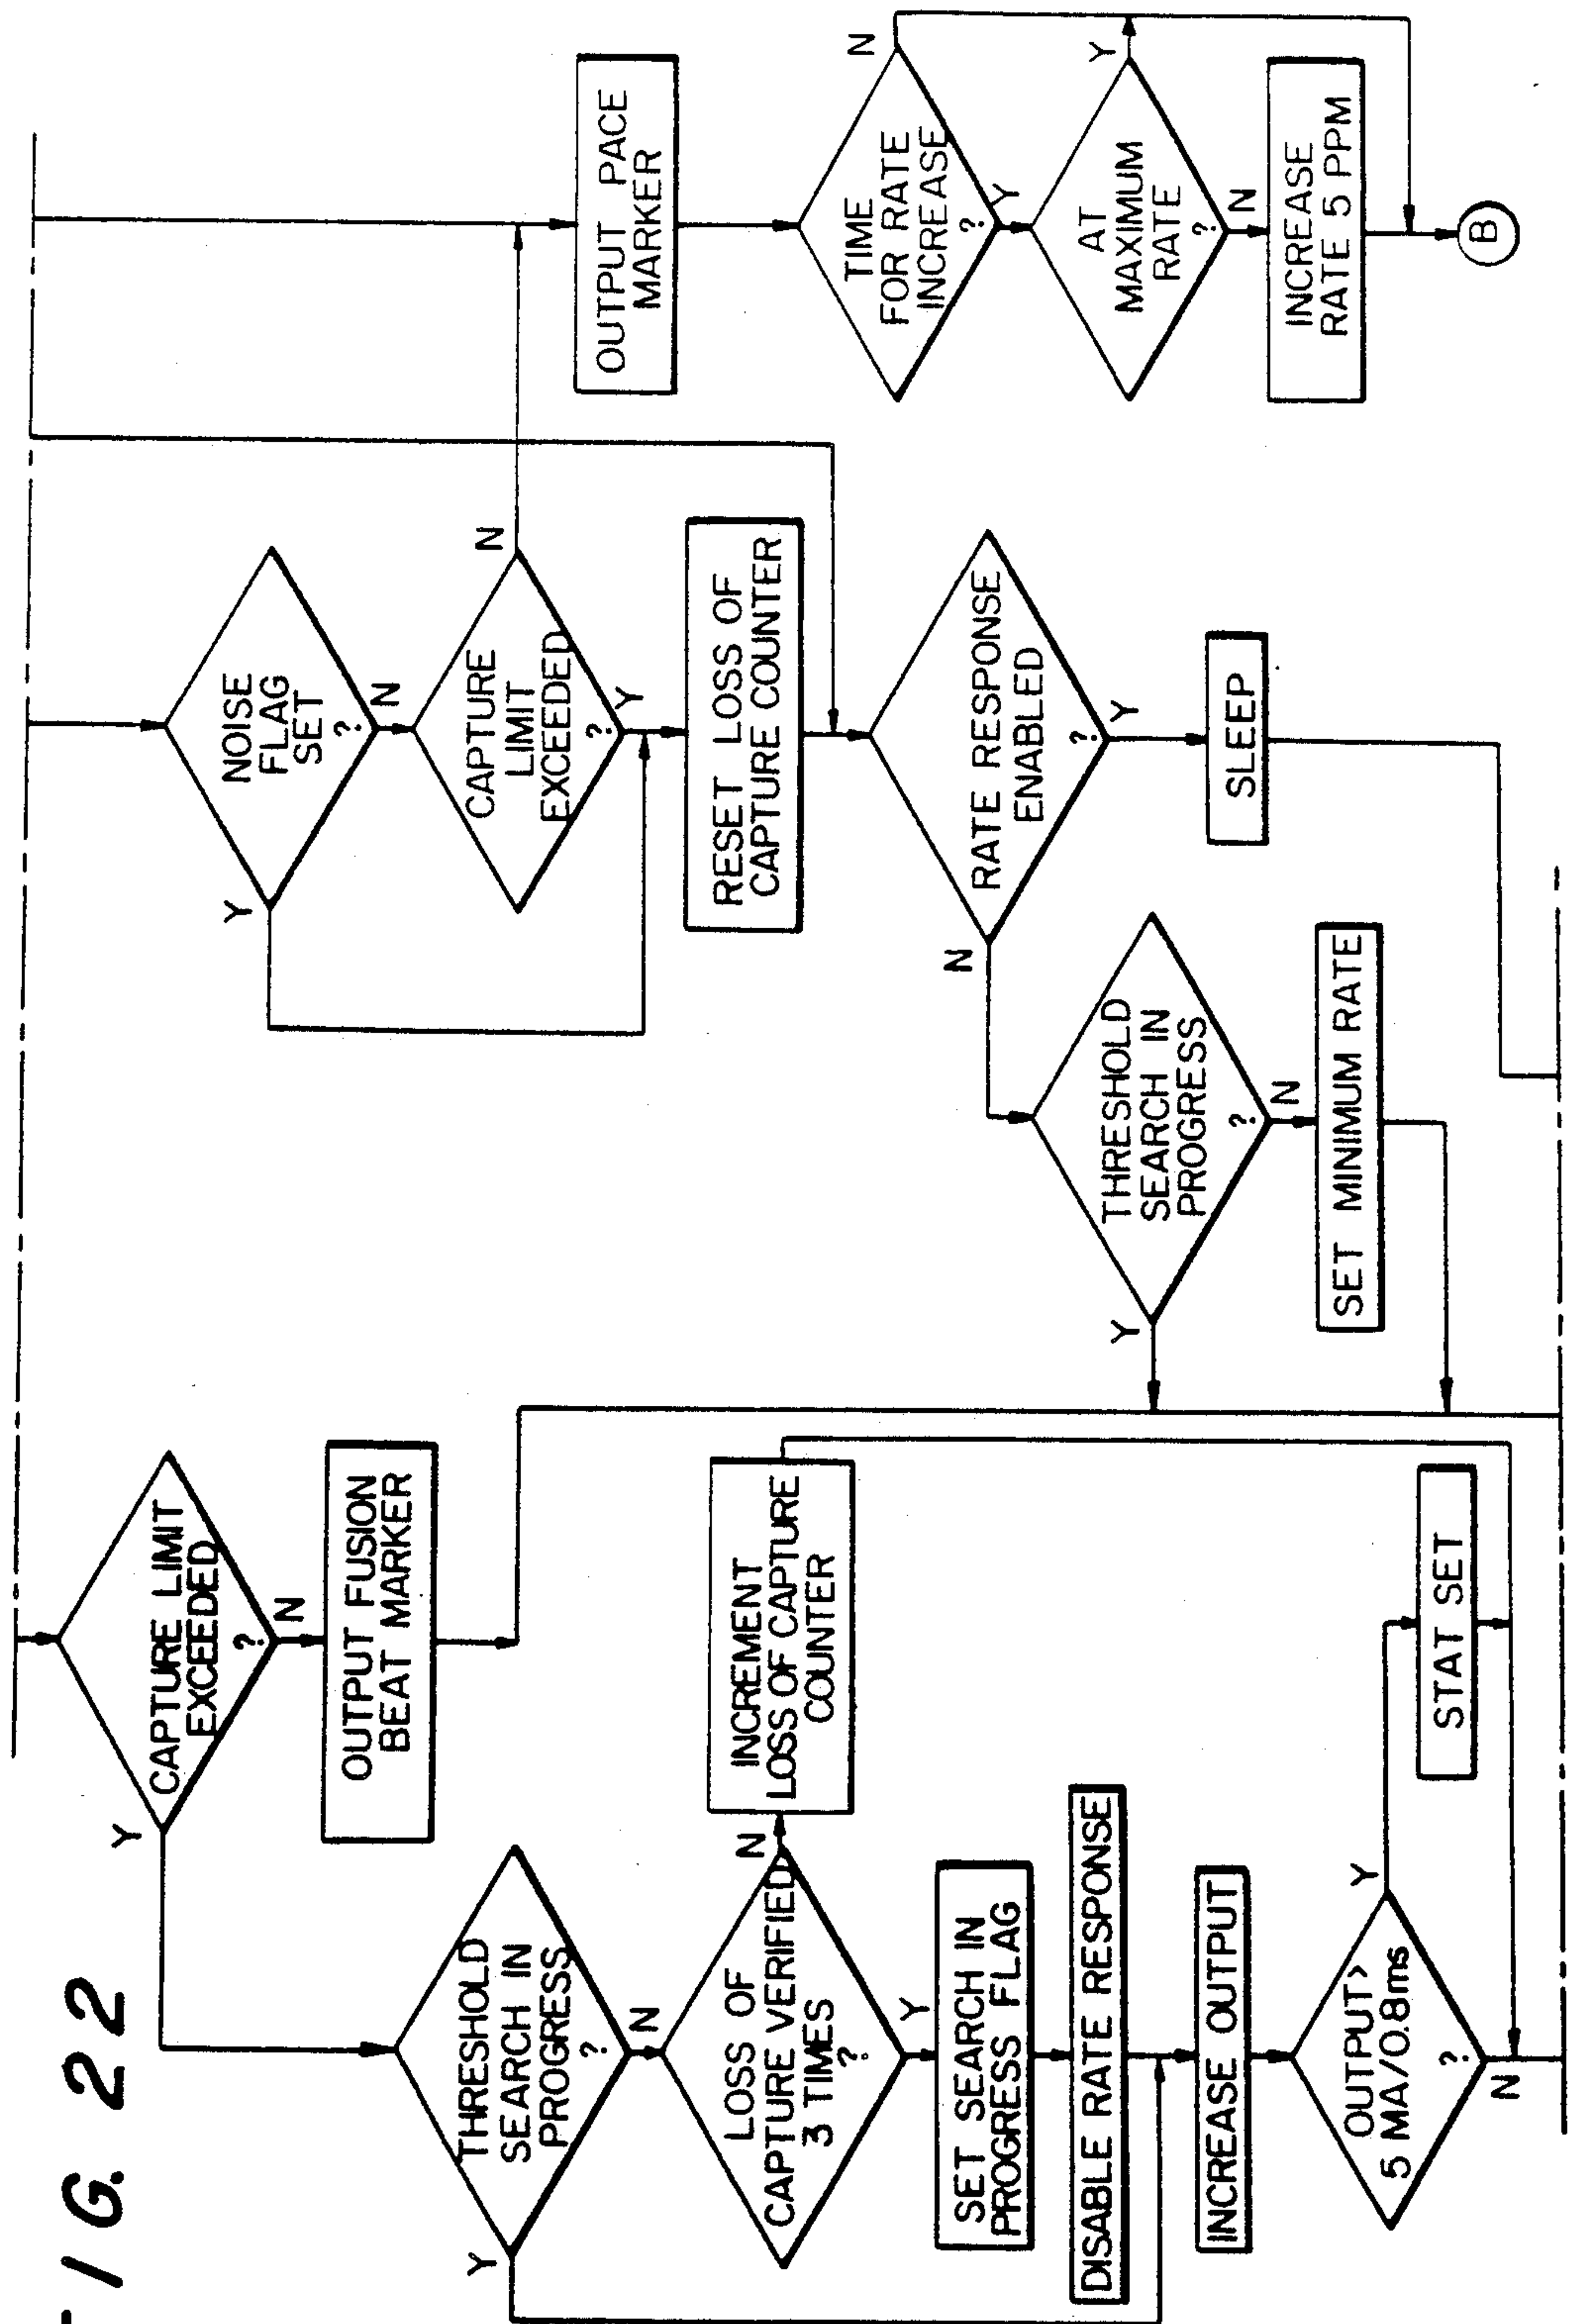 FIG. 22
CAPTURE LIMIT
EXCEEDED
?
Y
N
OUTPUT FUSION
BEAT MARKER
THRESHOLD
SEARCH IN
PROGRESS
?
Y
N
LOSS OF
CAPTURE VERIFIED
3 TIMES
?
N
Y
INCREMENT
LOSS OF CAPTURE
COUNTER
SET SEARCH IN
PROGRESS FLAG
DISABLE RATE RESPONSE
INCREASE OUTPUT
OUTPUT>
5 MA/0.8ms
?
Y
N
STAT SET
NOISE
FLAG
SET
?
Y
N
CAPTURE
LIMIT
EXCEEDED
?
N
Y
RESET LOSS OF
CAPTURE COUNTER
RATE RESPONSE
ENABLED
?
N
Y
SLEEP
THRESHOLD
SEARCH IN
PROGRESS
?
Y
N
SET MINIMUM RATE
OUTPUT PACE
MARKER
TIME
FOR RATE
INCREASE
?
N
Y
AT
MAXIMUM
RATE
?
Y
N
INCREASE
RATE 5 PPM
B